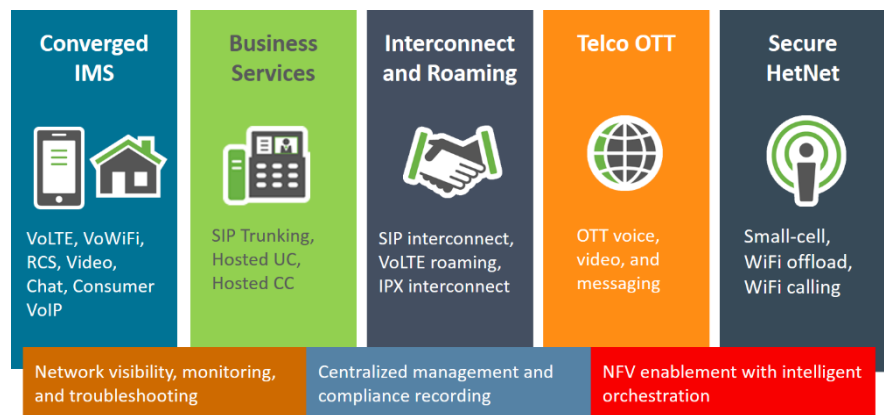 Converged
IMS
VoLTE, VoWiFi,
RCS, Video,
Chat, Consumer
VoIP
Business
Services
SIP Trunking,
Hosted UC,
Hosted CC
Interconnect
and Roaming
SIP interconnect,
VoLTE roaming,
IPX interconnect
Telco OTT
OTT voice,
video, and
messaging
Secure
HetNet
Small-cell,
WiFi offload,
WiFi calling
Network visibility, monitoring,
and troubleshooting
Centralized management and
compliance recording
NFV enablement with intelligent
orchestration